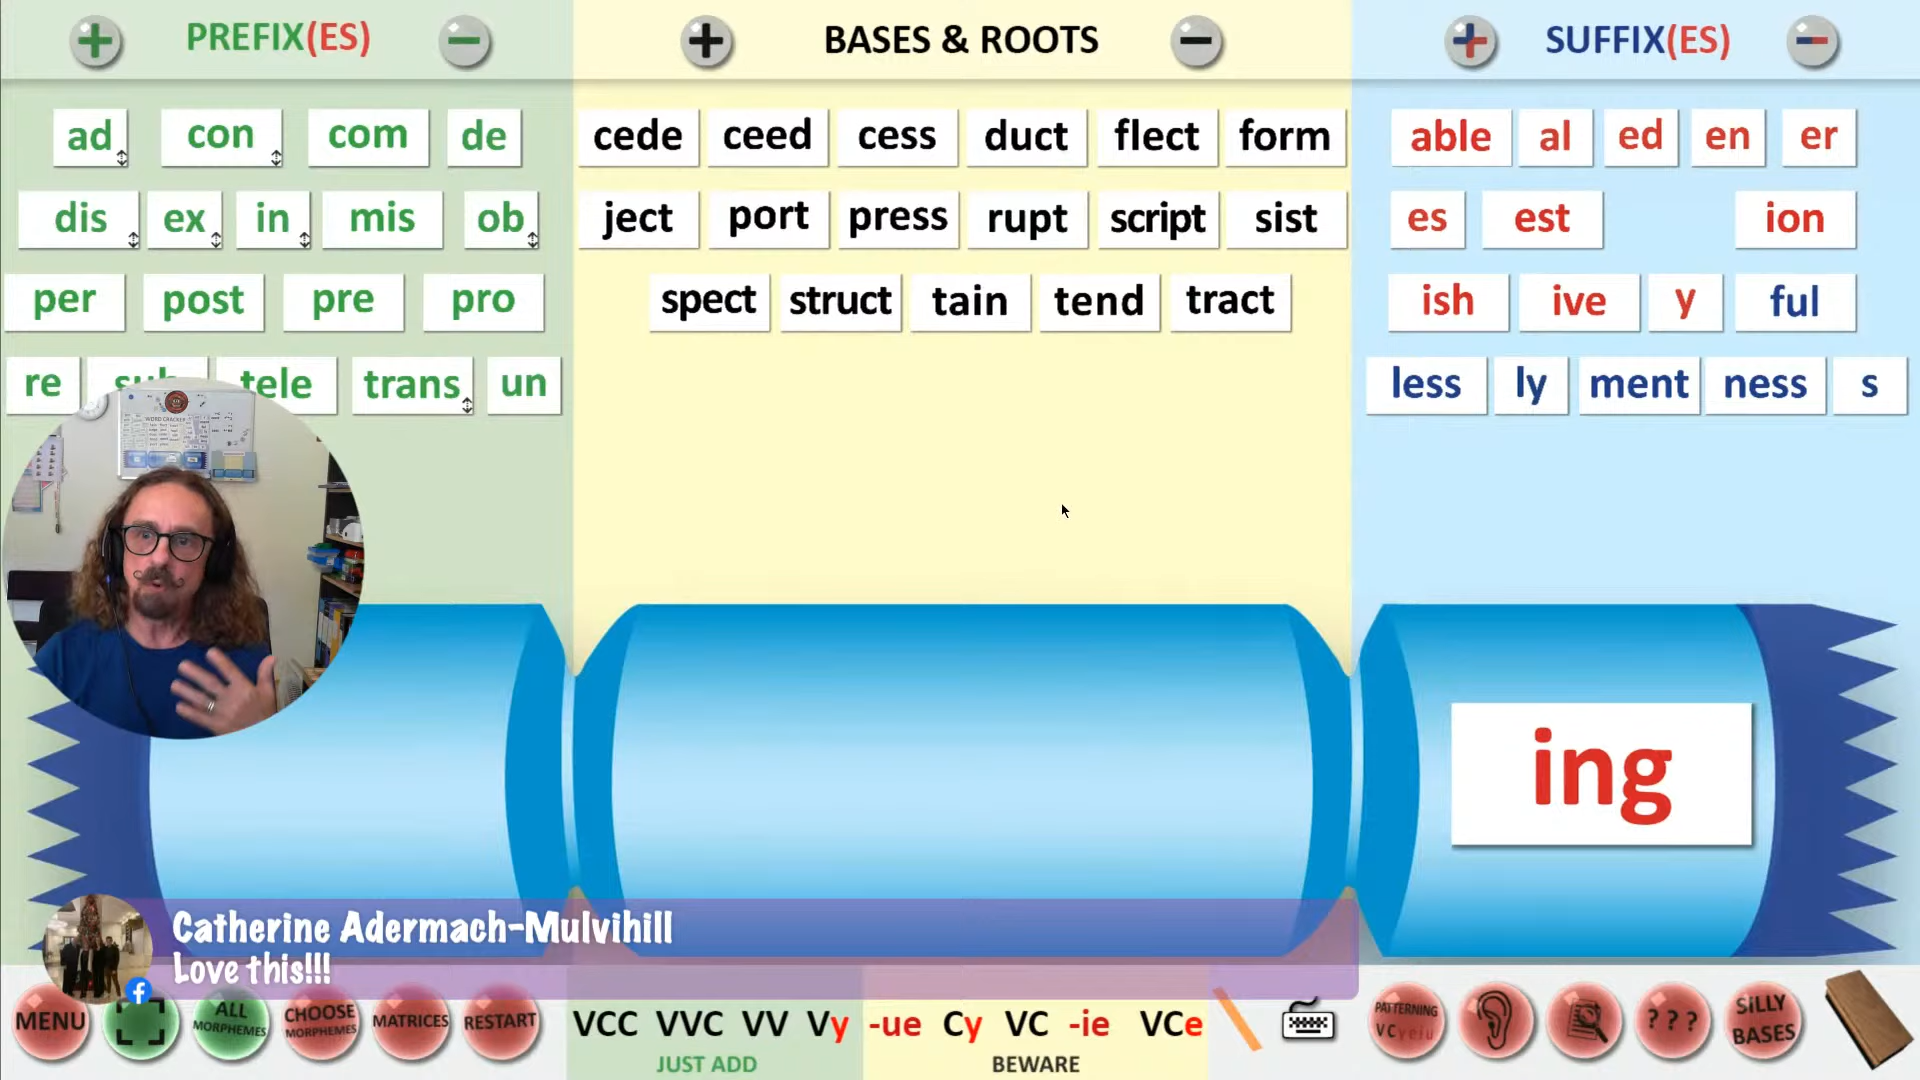 PREFIX(ES)
BASES & ROOTS
SUFFIX(ES)
ad con com de
cede ceed cess duct flect form
able al ed en er
dis ex in mis ob
ject port press rupt script sist
es est ion
per post pre pro
spect struct tain tend tract
ish ive y ful
re sub tele trans un
less ly ment ness s
WORD CRACKER
ing
Catherine Adermach-Mulvihill
Love this!!!
MENU
ALL MORPHEMES
CHOOSE MORPHEMES
MATRICES
RESTART
VCC VVC VV Vy -ue Cy VC -ie VCe
JUST ADD
BEWARE
PATTERNING
VCyeiu
???
SiLLY BASES